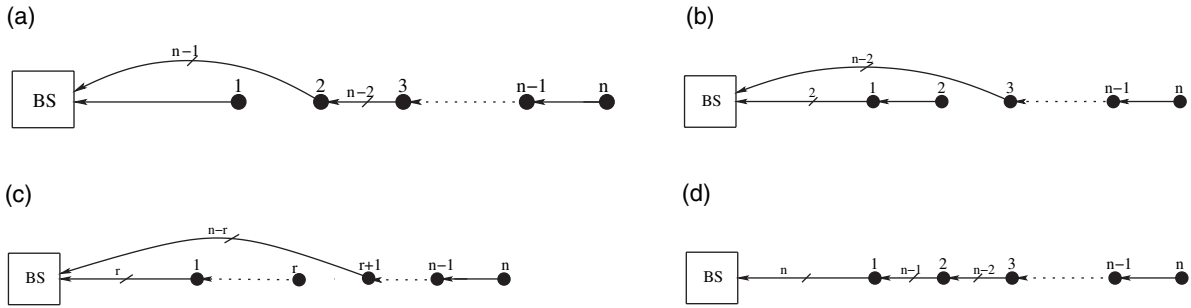 (a)
n−1
1 2 3 n−1 n
n−2
BS
(b)
n−2
2 1 2 3 n−1 n
BS
(c)
n−r
r 1 r r+1 n−1 n
BS
(d)
n 1 n−1 2 n−2 3 n−1 n
BS